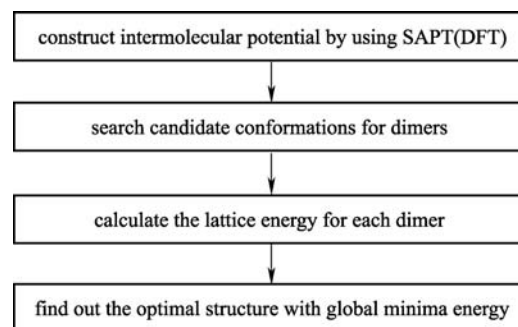 construct intermolecular potential by using SAPT(DFT)
search candidate conformations for dimers
calculate the lattice energy for each dimer
find out the optimal structure with global minima energy